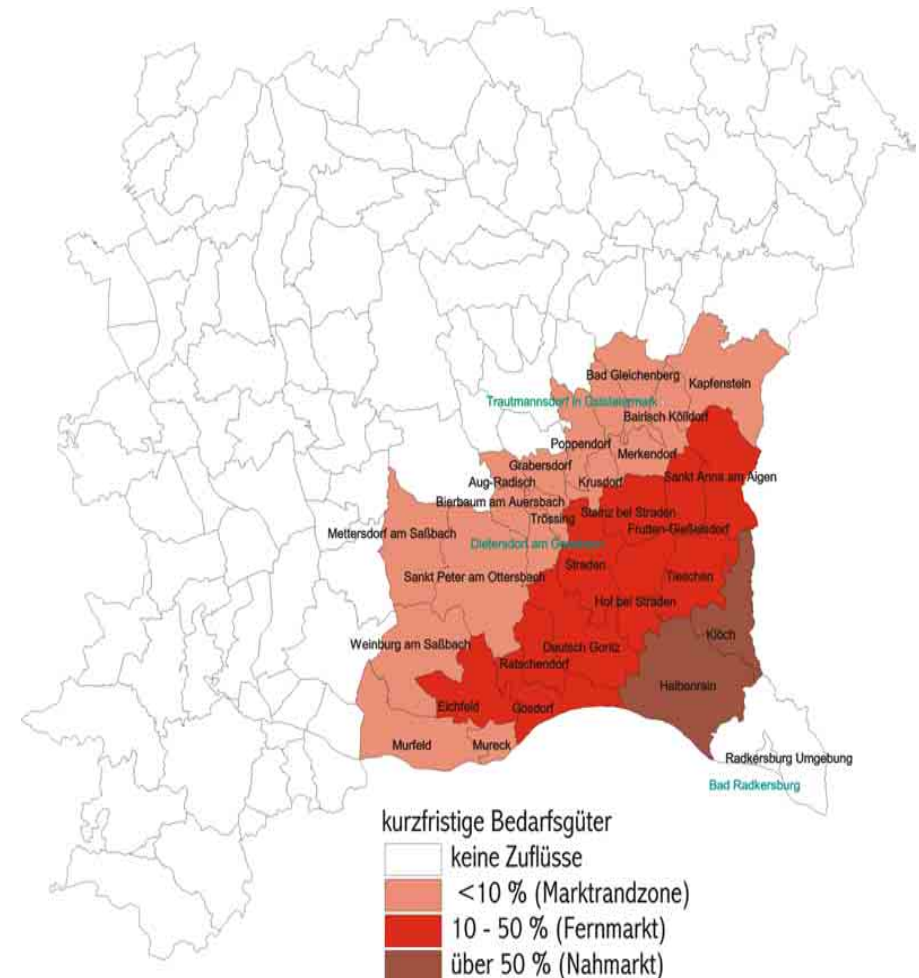 Bad Gleichenberg
Kapfenstein
Trautmannsdorf in Oststeiermark
Bairisch Kölldorf
Poppendorf
Merkendorf
Grabersdorf
Sankt Anna am Aigen
Aug-Radisch
Krusdorf
Bierbaum am Auersbach
Stainz bei Straden
Trössing
Frutten-Gießelsdorf
Mettersdorf am Saßbach
Dietersdorf am Gnasbach
Straden
Sankt Peter am Ottersbach
Tieschen
Hof bei Straden
Klöch
Weinburg am Saßbach
Deutsch Goritz
Ratschendorf
Halbenrain
Eichfeld
Gosdorf
Murfeld
Mureck
Radkersburg Umgebung
Bad Radkersburg
kurzfristige Bedarfsgüter
keine Zuflüsse
<10 % (Marktrandzone)
10 - 50 % (Fernmarkt)
über 50 % (Nahmarkt)